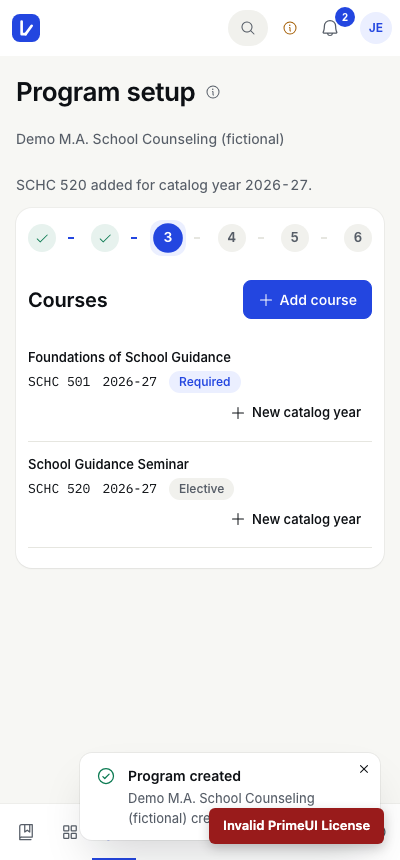 2
JE
Program setup
Demo M.A. School Counseling (fictional)
SCHC 520 added for catalog year 2026-27.
3 4 5 6
Courses
Add course
Foundations of School Guidance
SCHC 501 2026-27 Required
New catalog year
School Guidance Seminar
SCHC 520 2026-27 Elective
New catalog year
Program created
Demo M.A. School Counseling
(fictional)
Invalid PrimeUI License